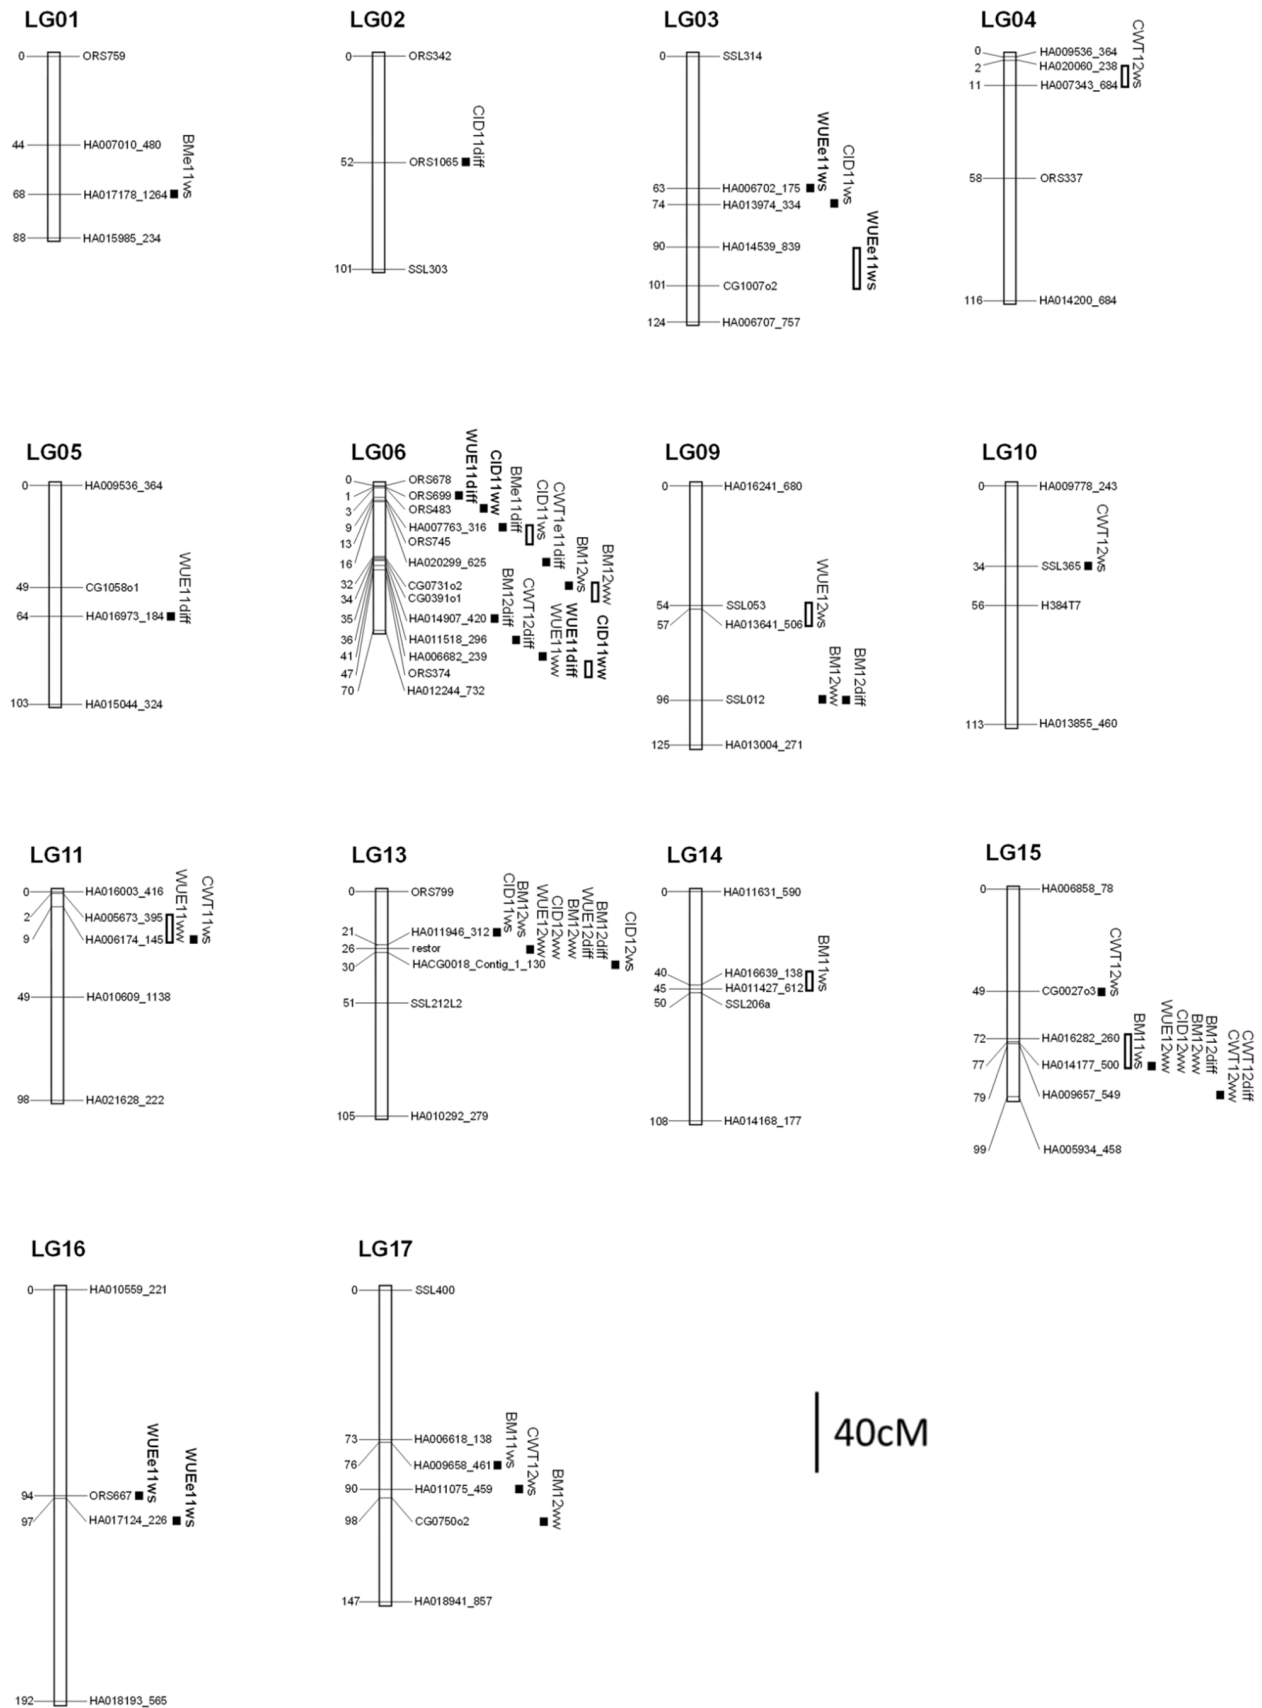 LG01
0 ORS759
44 HA007010_480
68 HA017178_1264
88 HA015985_234
BMe11ws
LG02
0 ORS342
52 ORS1065
101 SSL303
CID11diff
LG03
0 SSL314
63 HA006702_175
74 HA013974_334
90 HA014539_839
101 CG1007o2
124 HA006707_757
WUEe11ws
CID11ws
WUEe11ws
LG04
0 HA009536_364
2 HA020060_238
11 HA007343_684
58 ORS337
116 HA014200_684
CWT12ws
LG05
0 HA009536_364
49 CG1058o1
64 HA016973_184
103 HA015044_324
WUE11diff
LG06
0 ORS678
1 ORS699
3 ORS483
9 HA007763_316
13 ORS745
16 HA020299_625
32 CG0731o2
34 CG0391o1
35 HA014907_420
36 HA011518_296
41 HA006682_239
47 ORS374
70 HA012244_732
WUE11diff
CID11ww
BMe11diff
CID11ws
CWT1e11diff
BM12ws
BM12ww
BM12diff
CWT12diff
WUE11ww
WUE11diff
CID11ww
LG09
0 HA016241_680
54 SSL053
57 HA013641_506
96 SSL012
125 HA013004_271
WUE12ws
BM12ww
BM12diff
LG10
0 HA009778_243
34 SSL365
56 H384T7
113 HA013855_460
CWT12ws
LG11
0 HA016003_416
2 HA005673_395
9 HA006174_145
49 HA010609_1138
98 HA021628_222
WUE11ww
CWT11ws
LG13
0 ORS799
21 HA011946_312
26 restor
30 HACG0018_Contig_1_130
51 SSL212L2
105 HA010292_279
CID11ws
BM12ws
WUE12ww
CID12ww
BM12ww
WUE12diff
BM12diff
CID12ws
LG14
0 HA011631_590
40 HA016639_138
45 HA011427_612
50 SSL206a
108 HA014168_177
BM11ws
LG15
0 HA006858_78
49 CG0027o3
72 HA016282_260
77 HA014177_500
79 HA009657_549
99 HA005934_458
CWT12ws
BM11ws
WUE12ww
CID12ww
BM12ww
BM12diff
CWT12ww
CWT12diff
LG16
0 HA010559_221
94 ORS667
97 HA017124_226
192 HA018193_565
WUEe11ws
WUEe11ws
LG17
0 SSL400
73 HA006618_138
76 HA009658_461
90 HA011075_459
98 CG0750o2
147 HA018941_857
BM11ws
CWT12ws
BM12ww
40cM